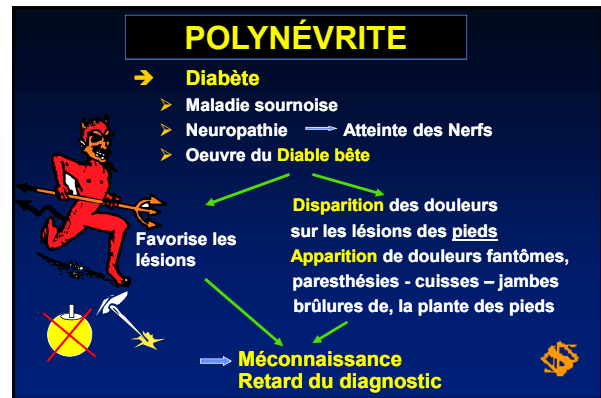 POLYNÉVRITE
Diabète
Maladie sournoise
Neuropathie Atteinte des Nerfs
Oeuvre du Diable bête
Favorise les
lésions
Disparition des douleurs
sur les lésions des pieds
Apparition de douleurs fantômes,
paresthésies - cuisses – jambes
brûlures de, la plante des pieds
Méconnaissance
Retard du diagnostic